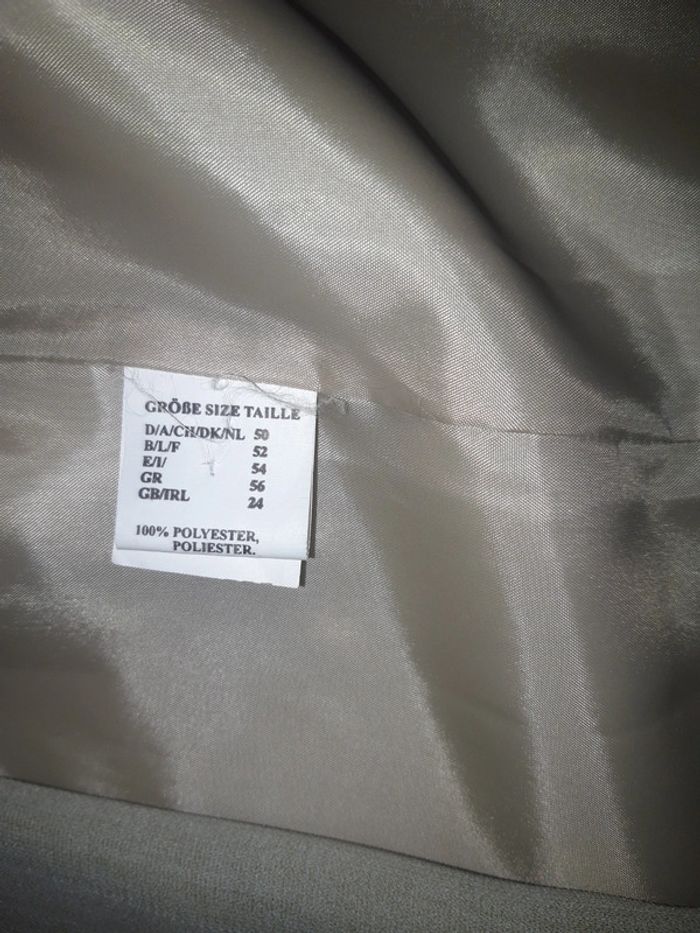 GRÖßE SIZE TAILLE
D/A/CH/DK/NL 50
B/L/F 52
E/I/ 54
GR 56
GB/IRL 24
100% POLYESTER,
POLIESTER.